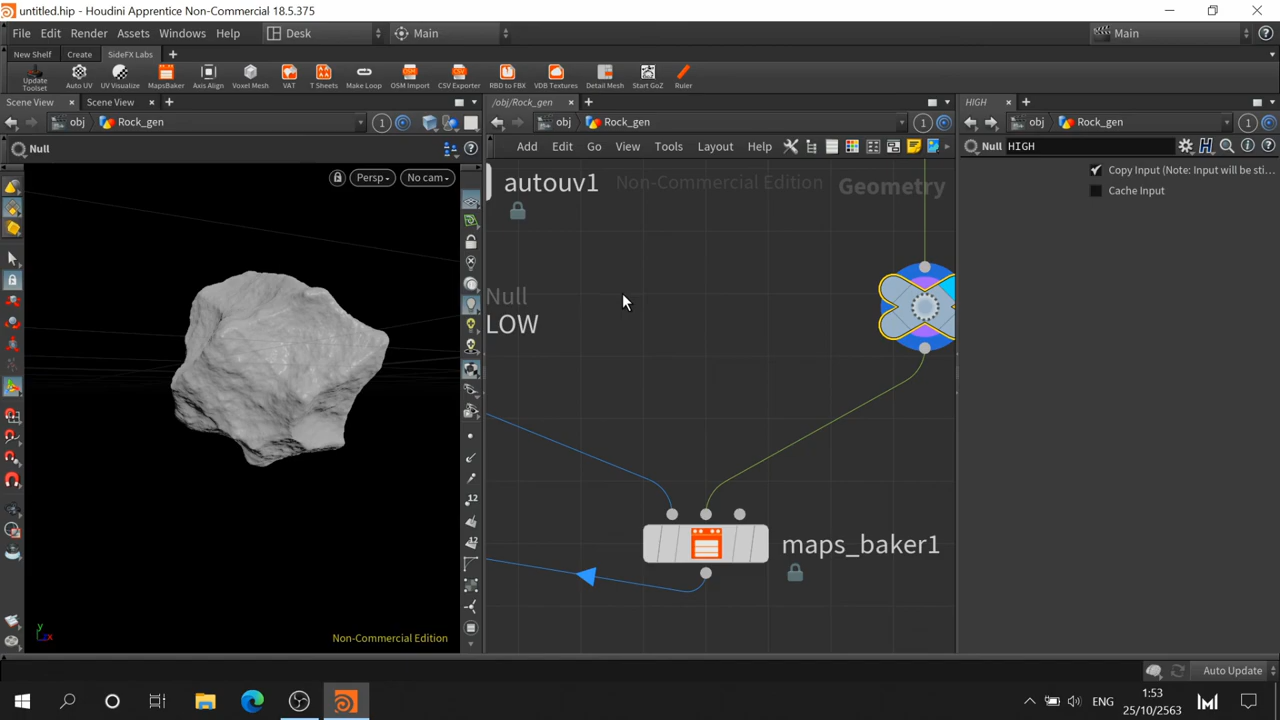 untitled.hip - Houdini Apprentice Non-Commercial 18.5.375
File Edit Render Assets Windows Help Desk Main Main
New Shelf Create SideFX Labs
Update Toolset Auto UV UV Visualize MapsBaker Axis Align Voxel Mesh VAT T Sheets Make Loop OSM Import CSV Exporter RBD to FBX VDB Textures Detail Mesh Start GoZ Ruler
Scene View Scene View /obj/Rock_gen HIGH
obj Rock_gen 1 obj Rock_gen 1 obj Rock_gen 1
Null Add Edit Go View Tools Layout Help Null HIGH
Persp No cam
Copy Input (Note: Input will be sti...
Cache Input
autouv1 Non-Commercial Edition Geometry
Null
LOW
12
12
maps_baker1
y
x
Non-Commercial Edition
Auto Update
ENG 1:53
25/10/2563